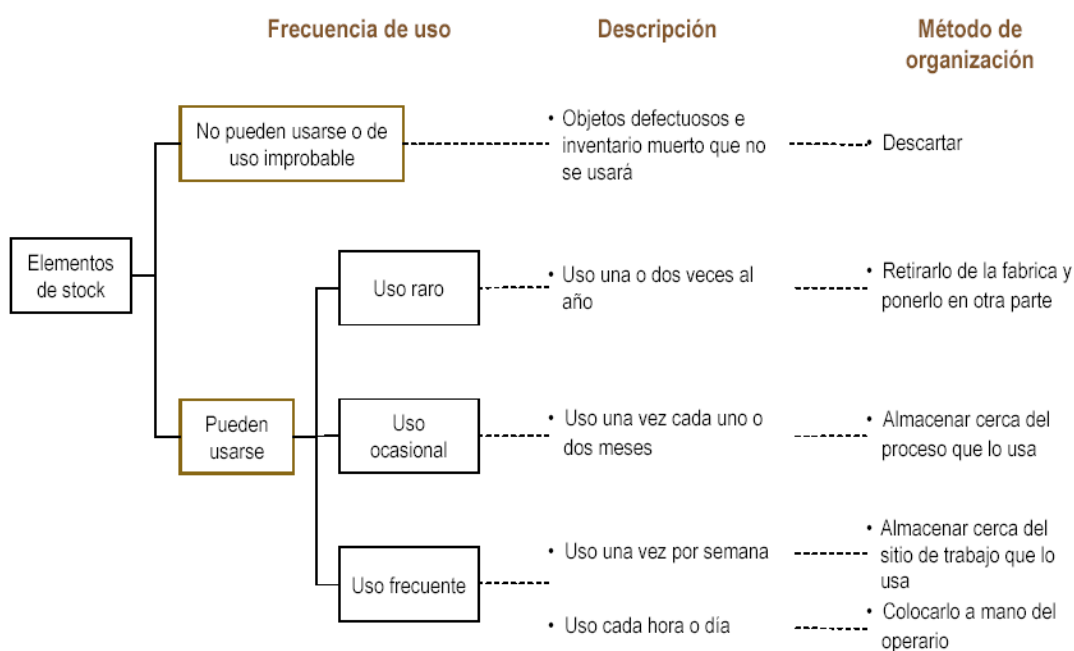 Frecuencia de uso
Descripción
Método de
organización
No pueden usarse o de
uso improbable
• Objetos defectuosos e
inventario muerto que no
se usará
• Descartar
Elementos
de stock
Uso raro
• Uso una o dos veces al
año
• Retirarlo de la fabrica y
ponerlo en otra parte
Pueden
usarse
Uso
ocasional
• Uso una vez cada uno o
dos meses
• Almacenar cerca del
proceso que lo usa
Uso frecuente
• Uso una vez por semana
• Almacenar cerca del
sitio de trabajo que lo
usa
• Uso cada hora o día
• Colocarlo a mano del
operario